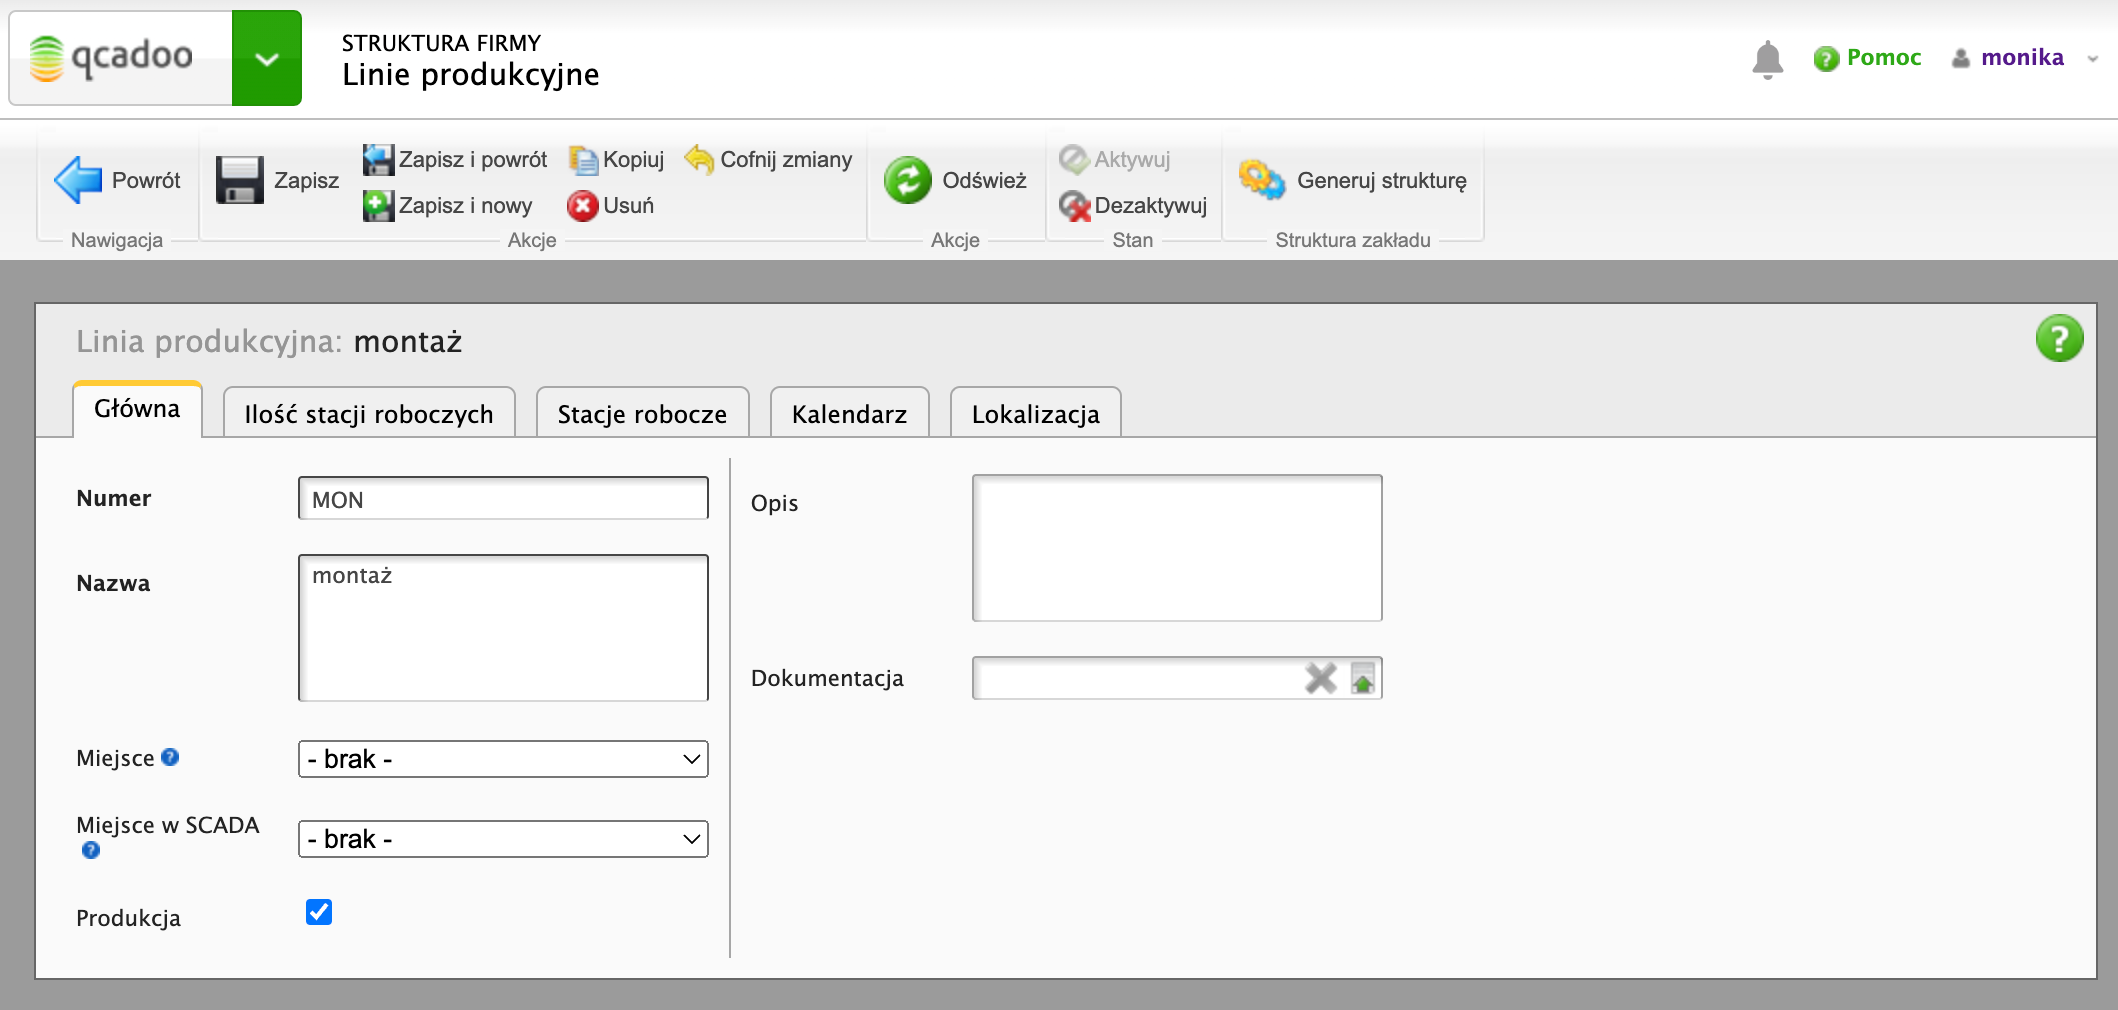 qcadoo
STRUKTURA FIRMY
Linie produkcyjne
Pomoc
monika
Powrót
Nawigacja
Zapisz
Zapisz i powrót
Kopiuj
Cofnij zmiany
Zapisz i nowy
Usuń
Akcje
Odśwież
Akcje
Aktywuj
Dezaktywuj
Stan
Generuj strukturę
Struktura zakładu
Linia produkcyjna: montaż
Główna
Ilość stacji roboczych
Stacje robocze
Kalendarz
Lokalizacja
Numer
MON
Nazwa
montaż
Miejsce
- brak -
Miejsce w SCADA
- brak -
Produkcja
Opis
Dokumentacja